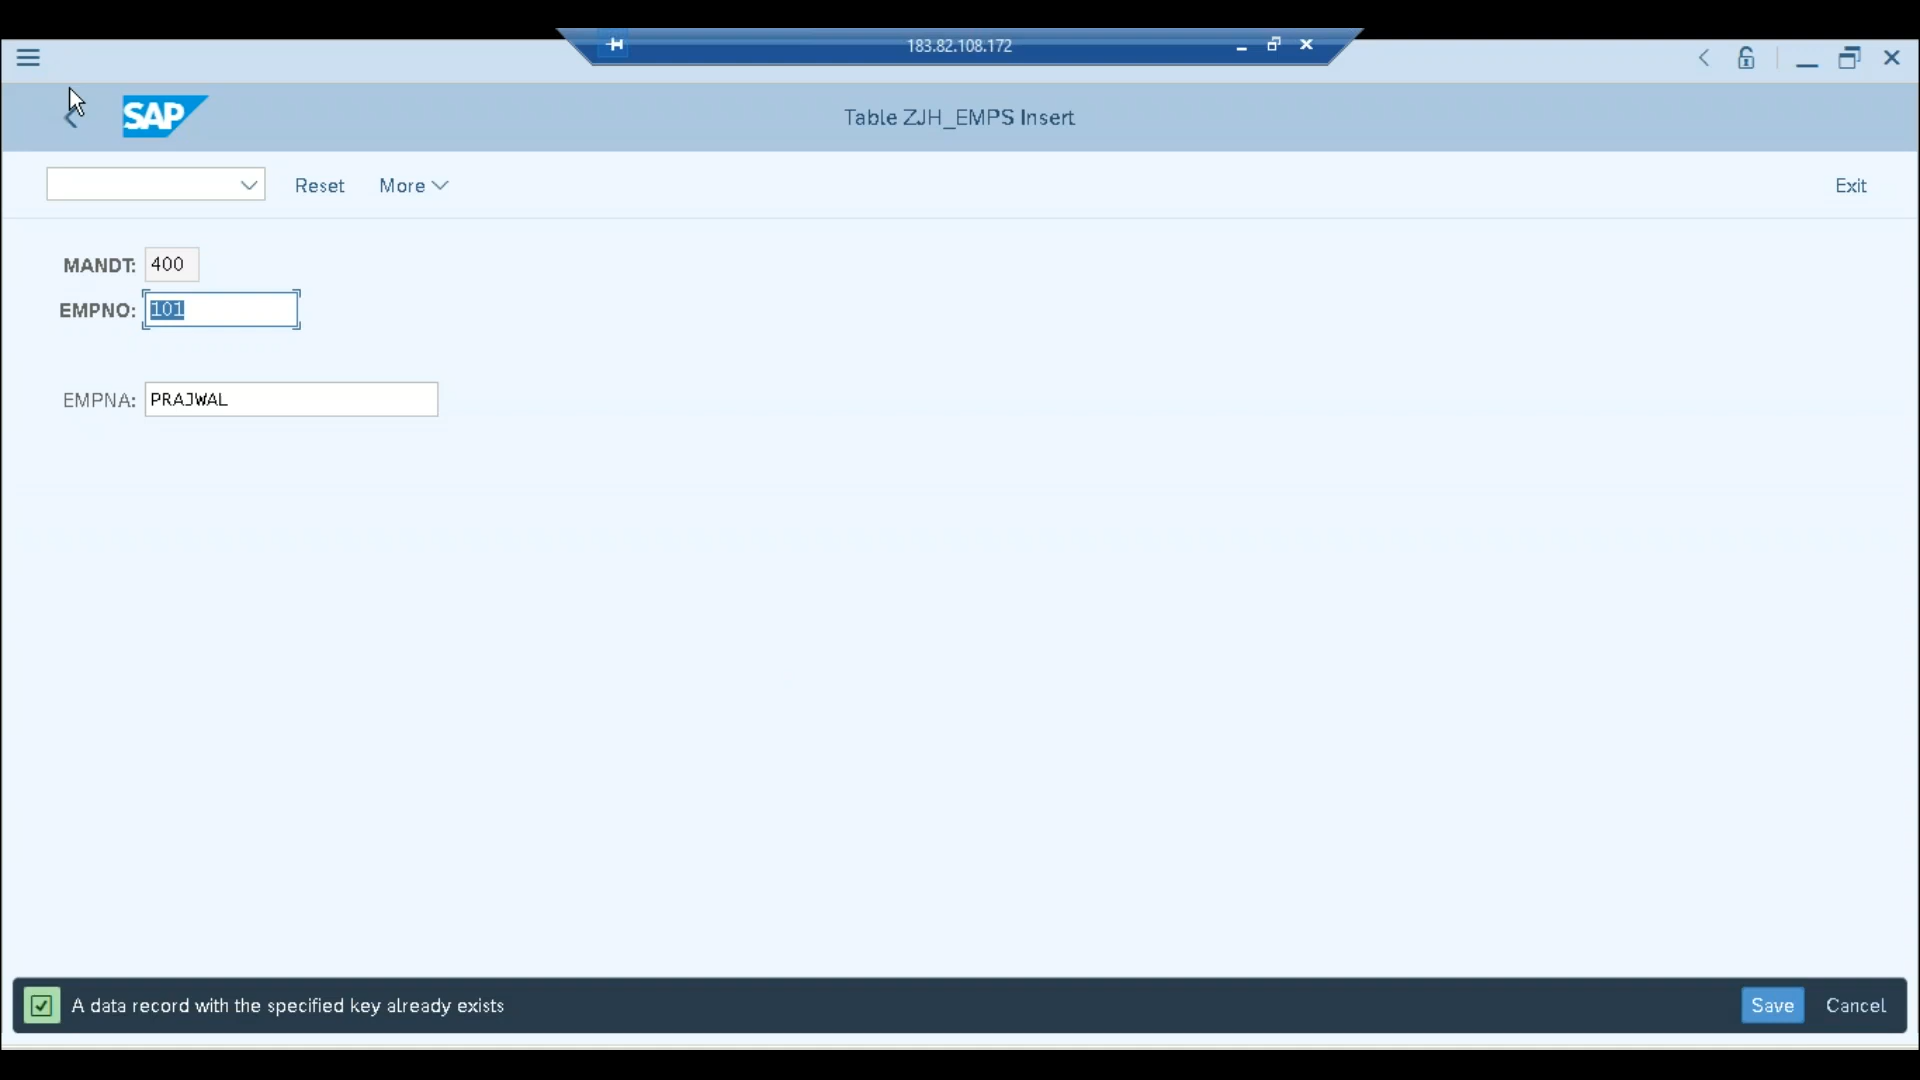 183.82.108.172
SAP
Table ZJH_EMPS Insert
Reset More Exit
MANDT: 400
EMPNO: 101
EMPNA: PRAJWAL
A data record with the specified key already exists
Save Cancel